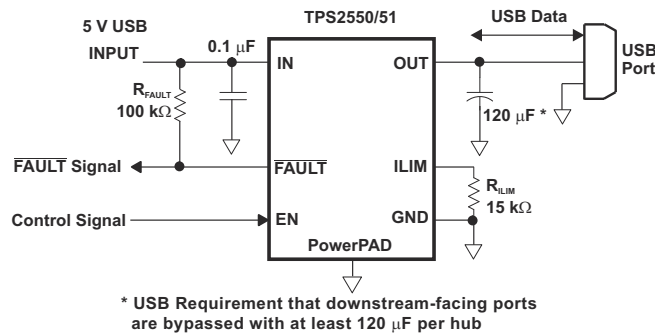 TPS2550/51
5 V USB
INPUT
0.1 μF
IN
OUT
USB Data
USB
Port
R_FAULT
100 kΩ
120 μF *
FAULT Signal
FAULT
ILIM
R_ILIM
15 kΩ
Control Signal
EN
GND
PowerPAD
* USB Requirement that downstream-facing ports
are bypassed with at least 120 μF per hub